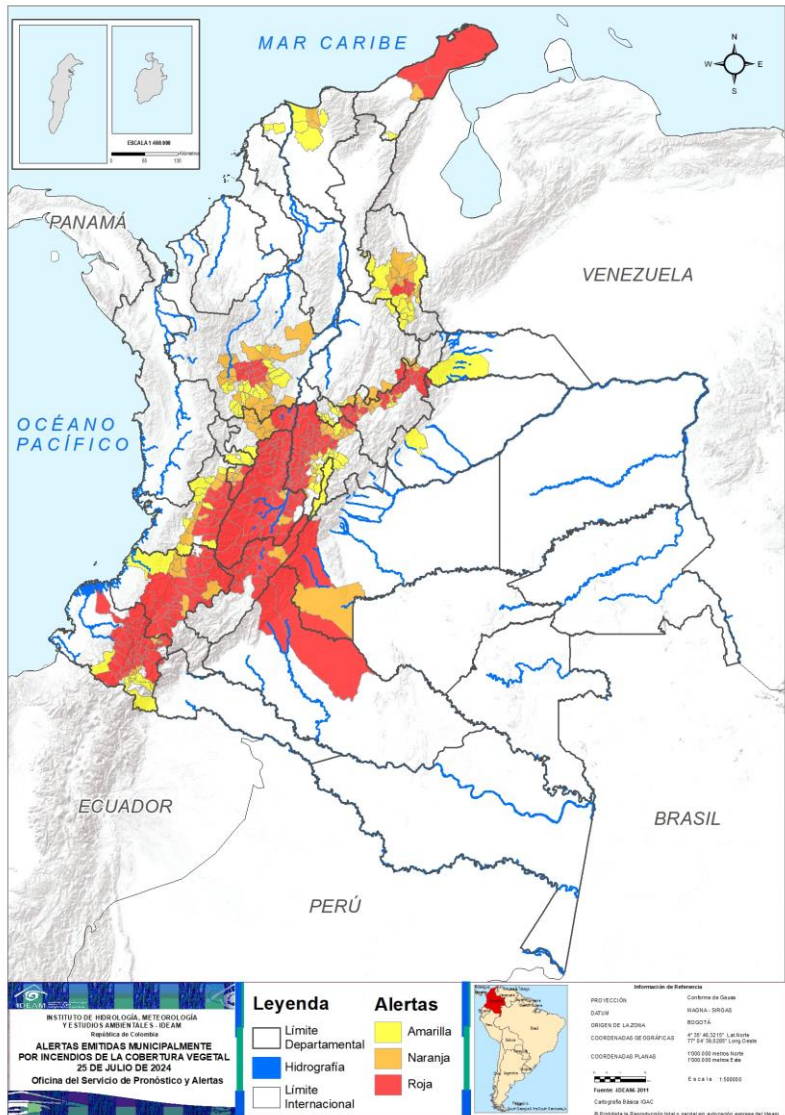 MAR CARIBE
N
W
E
S
ESCALA 1:400.000
PANAMÁ
VENEZUELA
OCÉANO
PACÍFICO
ECUADOR
BRASIL
PERÚ
IDEAM
INSTITUTO DE HIDROLOGÍA, METEOROLOGÍA
Y ESTUDIOS AMBIENTALES - IDEAM
República de Colombia
ALERTAS EMITIDAS MUNICIPALMENTE
POR INCENDIOS DE LA COBERTURA VEGETAL
25 DE JULIO DE 2024
Oficina del Servicio de Pronóstico y Alertas
Leyenda
Límite
Departamental
Hidrografía
Límite
Internacional
Alertas
Amarilla
Naranja
Roja
Información de Referencia
PROYECCIÓN Conforme de Gauss
DATUM MAGNA - SIRGAS
ORIGEN DE LA ZONA BOGOTÁ
COORDENADAS GEOGRÁFICAS
COORDENADAS PLANAS 1'000.000 metros Norte
1'000.000 metros Este
Escala 1:500000
Fuente: IDEAM- 2011
Cartografía Básica IGAC